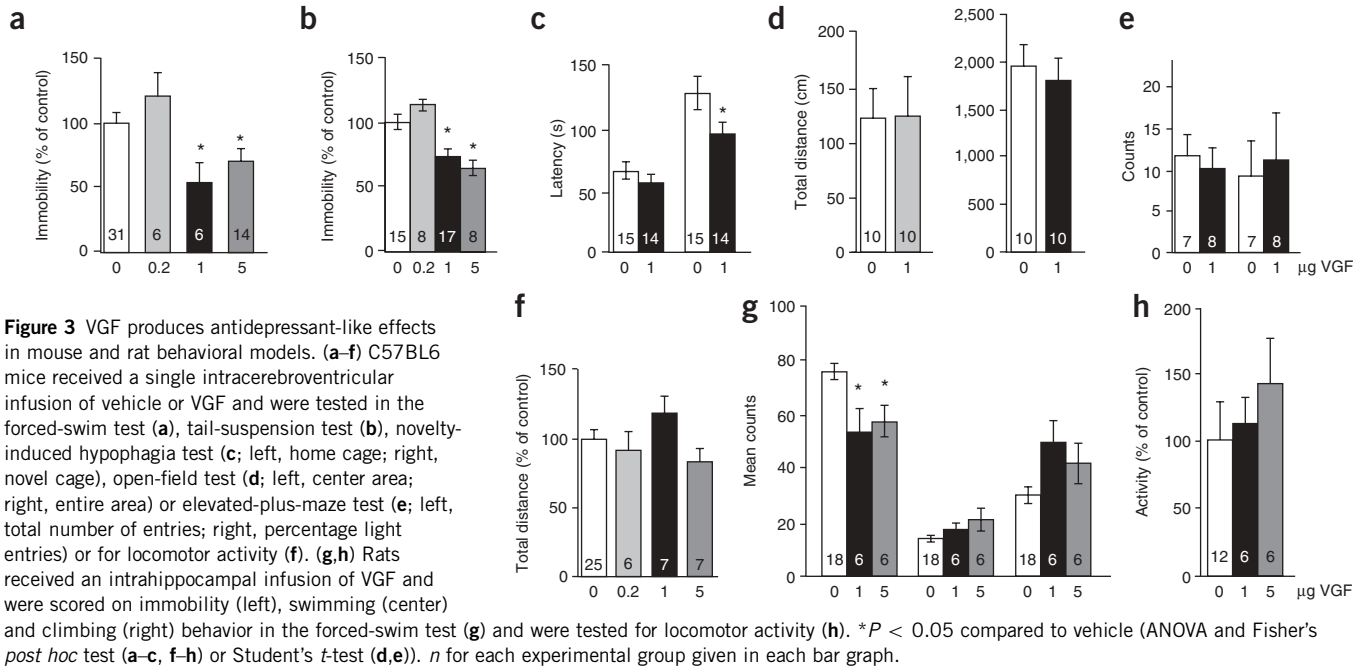 a
Immobility (% of control)
150
100
50
0
31
6
6
14
*
*
0 0.2 1 5
b
Immobility (% of control)
150
100
50
0
15
8
17
8
*
*
0 0.2 1 5
c
Latency (s)
150
100
50
0
15
14
15
14
*
0 1 0 1
d
Total distance (cm)
200
150
100
50
0
10
10
0 1
2,500
2,000
1,500
1,000
500
0
10
10
0 1
e
Counts
20
15
10
5
0
7
8
7
8
0 1 0 1 μg VGF
f
Total distance (% of control)
150
100
50
0
25
6
7
7
0 0.2 1 5
g
Mean counts
100
80
60
40
20
0
*
*
18
6
6
18
6
6
18
6
6
0 1 5 0 1 5 0 1 5
h
Activity (% of control)
200
150
100
50
0
12
6
6
0 1 5 μg VGF
Figure 3 VGF produces antidepressant-like effects
in mouse and rat behavioral models. (a–f) C57BL6
mice received a single intracerebroventricular
infusion of vehicle or VGF and were tested in the
forced-swim test (a), tail-suspension test (b), novelty-
induced hypophagia test (c; left, home cage; right,
novel cage), open-field test (d; left, center area;
right, entire area) or elevated-plus-maze test (e; left,
total number of entries; right, percentage light
entries) or for locomotor activity (f). (g,h) Rats
received an intrahippocampal infusion of VGF and
were scored on immobility (left), swimming (center)
and climbing (right) behavior in the forced-swim test (g) and were tested for locomotor activity (h). *P < 0.05 compared to vehicle (ANOVA and Fisher's
post hoc test (a–c, f–h) or Student's t-test (d,e)). n for each experimental group given in each bar graph.